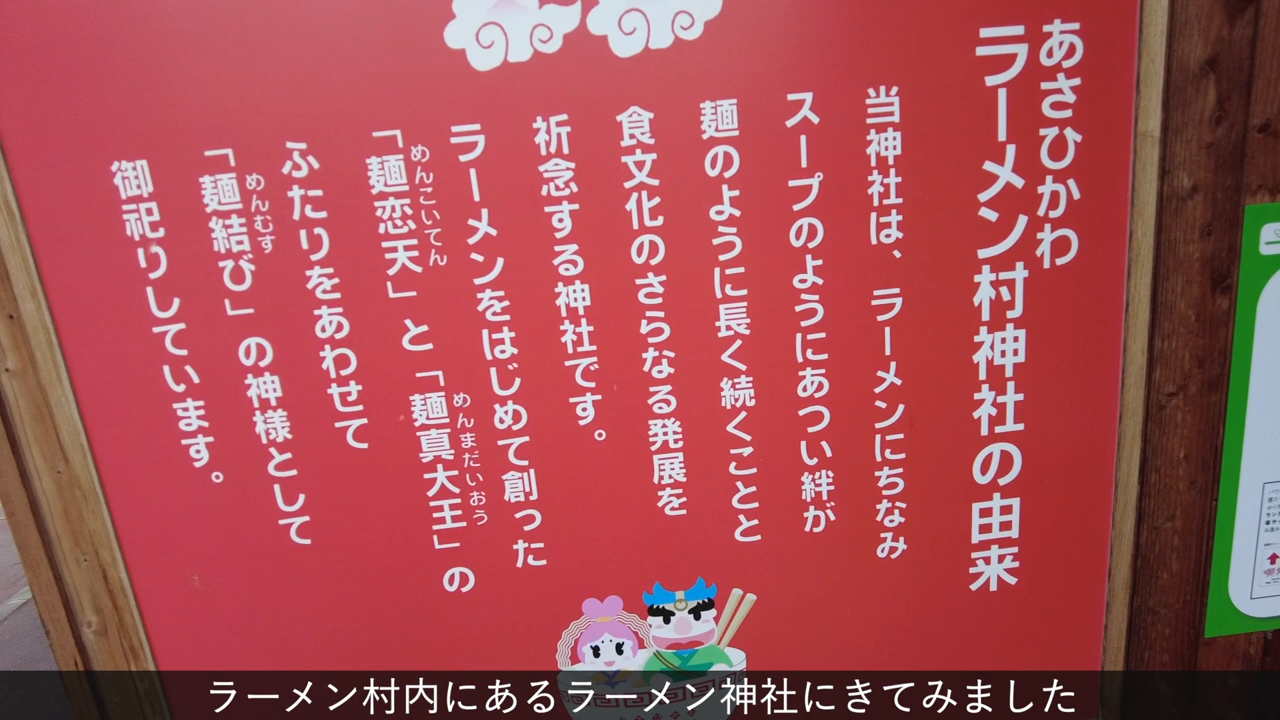 あさひかわ
ラーメン村神社の由来
当神社は、ラーメンにちなみ
スープのようにあつい絆が
麺のように長く続くことと
食文化のさらなる発展を
祈念する神社です。
ラーメンをはじめて創った
「麺恋天」と「麺真大王」の
めんこいてん
めんまだいおう
ふたりをあわせて
「麺結び」の神様として
めんむす
御祀りしています。
ラーメン村内にあるラーメン神社にきてみました